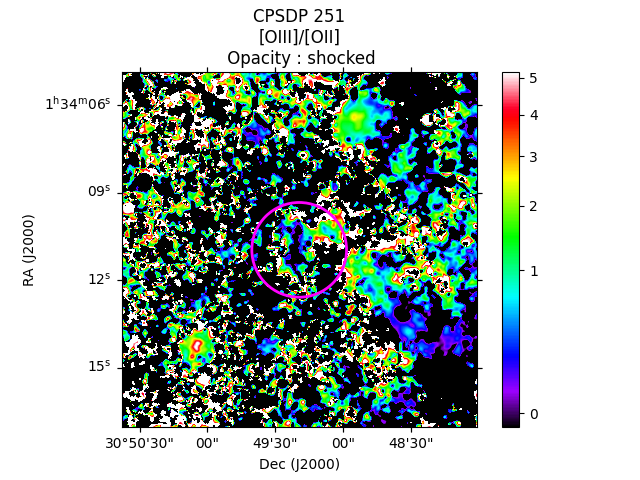 CPSDP 251
[OIII]/[OII]
Opacity : shocked
RA (J2000)
1ʰ34ᵐ06ˢ
09ˢ
12ˢ
15ˢ
30°50'30" 00" 49'30" 00" 48'30"
Dec (J2000)
5
4
3
2
1
0